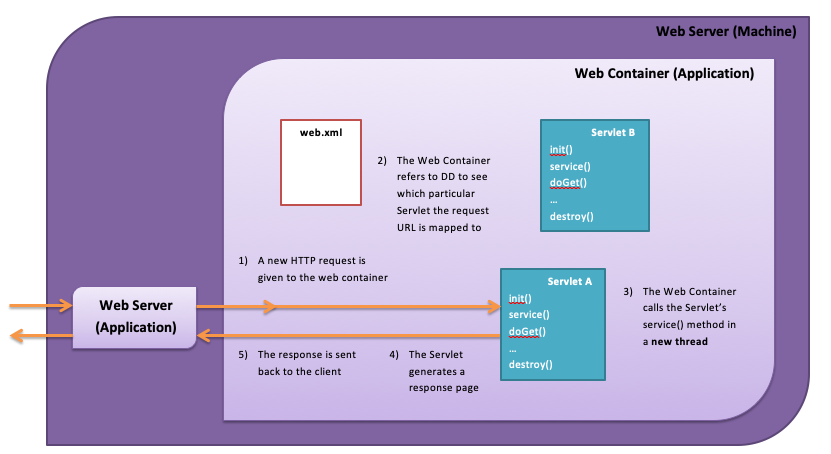 Web Server (Machine)
Web Container (Application)
web.xml
2) The Web Container
refers to DD to see
which particular
Servlet the request
URL is mapped to
Servlet B
init()
service()
doGet()
...
destroy()
1) A new HTTP request is
given to the web container
Web Server
(Application)
Servlet A
init()
service()
doGet()
...
destroy()
3) The Web Container
calls the Servlet’s
service() method in
a new thread
5) The response is sent
back to the client
4) The Servlet
generates a
response page